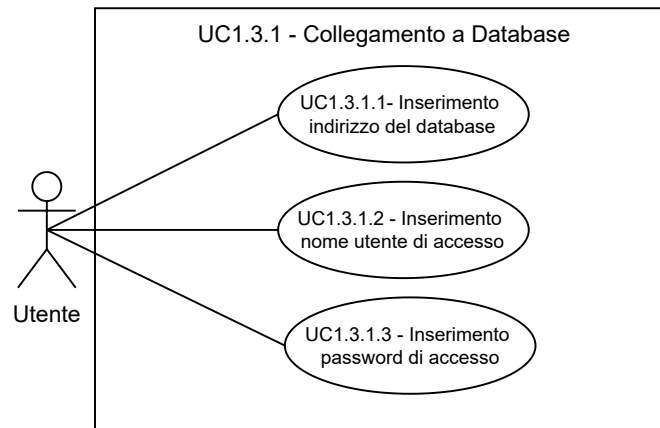 UC1.3.1 - Collegamento a Database
UC1.3.1.1- Inserimento
indirizzo del database
UC1.3.1.2 - Inserimento
nome utente di accesso
Utente
UC1.3.1.3 - Inserimento
password di accesso